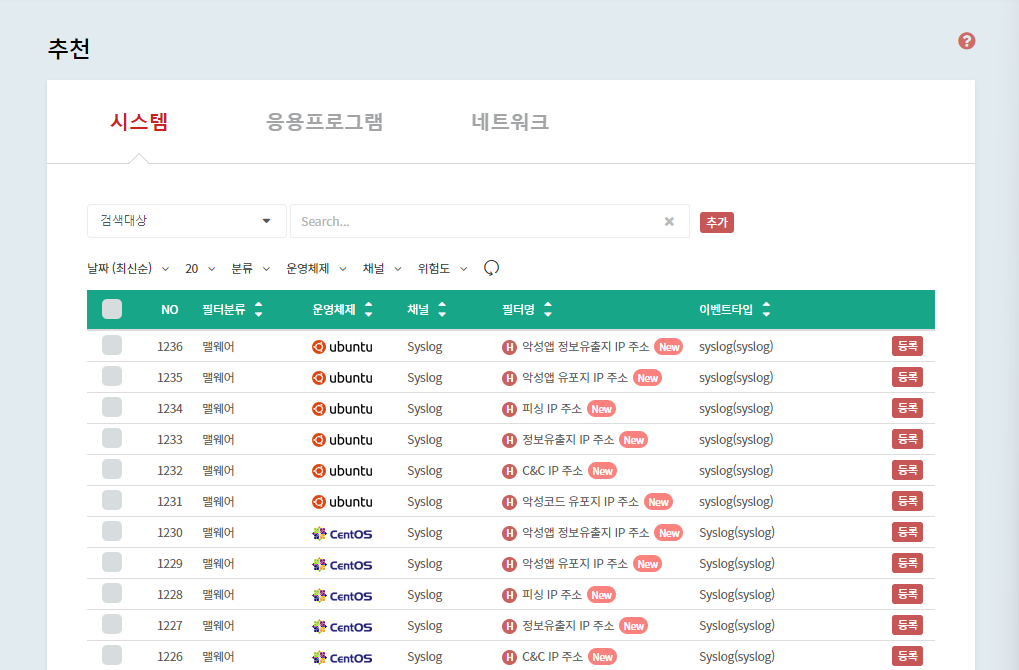 추천
?
시스템 응용프로그램 네트워크
검색대상 Search... 추가
날짜 (최신순) 20 분류 운영체제 채널 위험도
NO 필터분류 운영체제 채널 필터명 이벤트타입
1236 맬웨어 ubuntu Syslog H 악성앱 정보유출지 IP 주소 New syslog(syslog) 등록
1235 맬웨어 ubuntu Syslog H 악성앱 유포지 IP 주소 New syslog(syslog) 등록
1234 맬웨어 ubuntu Syslog H 피싱 IP 주소 New syslog(syslog) 등록
1233 맬웨어 ubuntu Syslog H 정보유출지 IP 주소 New syslog(syslog) 등록
1232 맬웨어 ubuntu Syslog H C&C IP 주소 New syslog(syslog) 등록
1231 맬웨어 ubuntu Syslog H 악성코드 유포지 IP 주소 New syslog(syslog) 등록
1230 맬웨어 CentOS Syslog H 악성앱 정보유출지 IP 주소 New Syslog(syslog) 등록
1229 맬웨어 CentOS Syslog H 악성앱 유포지 IP 주소 New Syslog(syslog) 등록
1228 맬웨어 CentOS Syslog H 피싱 IP 주소 New Syslog(syslog) 등록
1227 맬웨어 CentOS Syslog H 정보유출지 IP 주소 New Syslog(syslog) 등록
1226 맬웨어 CentOS Syslog H C&C IP 주소 New Syslog(syslog) 등록